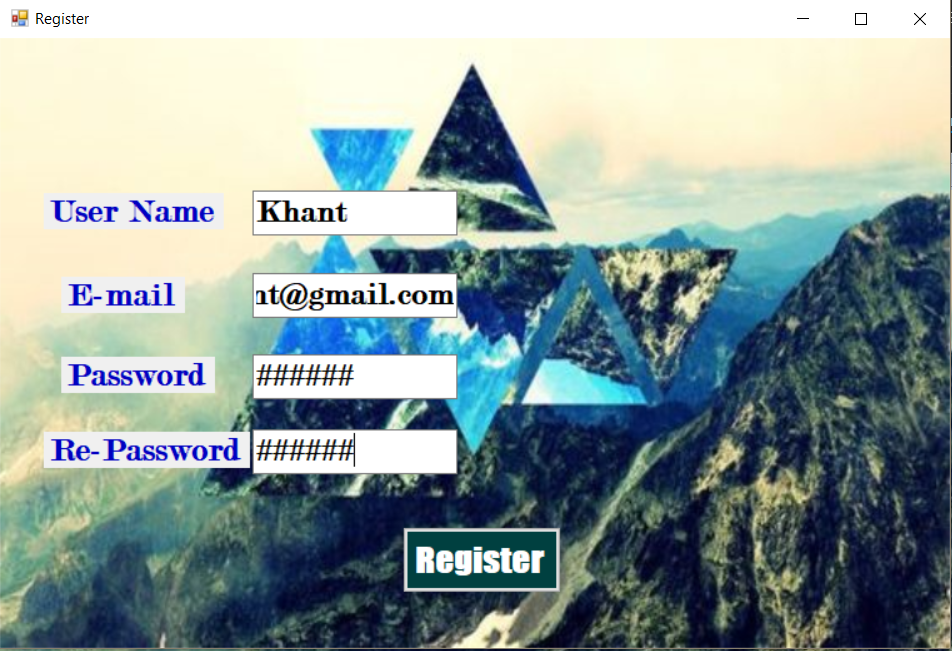 Register
User Name Khant
E-mail nt@gmail.com
Password ######
Re-Password ######
Register